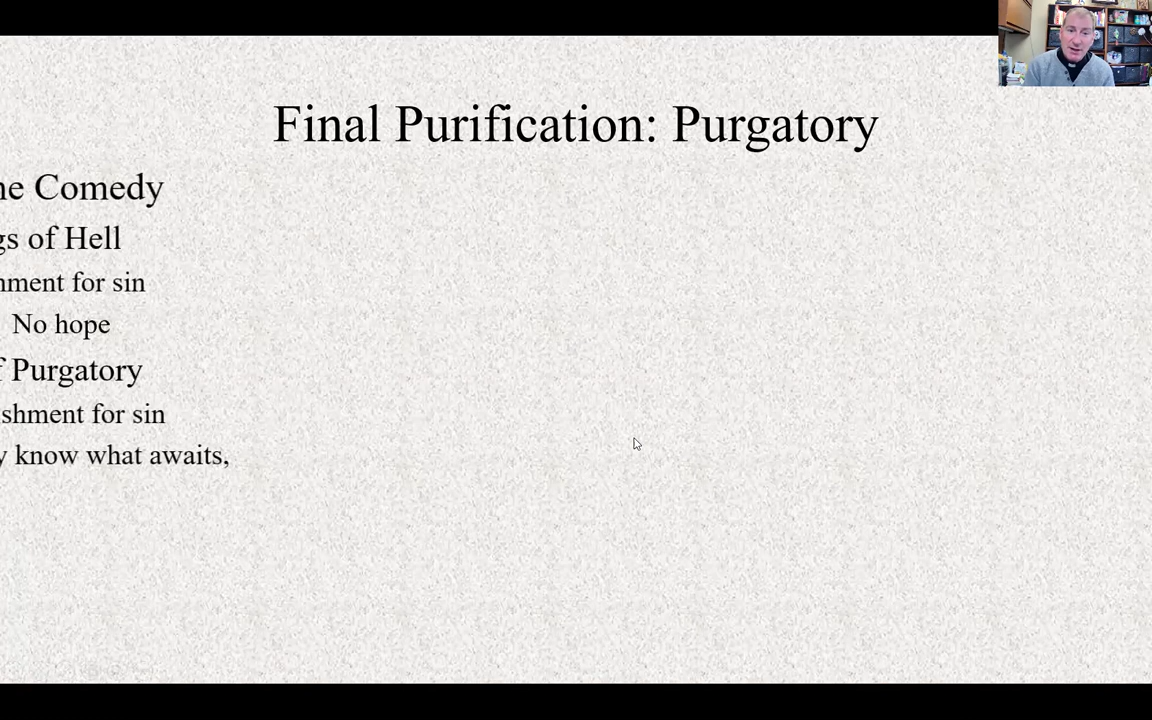 Final Purification: Purgatory
ne Comedy
gs of Hell
nment for sin
No hope
f Purgatory
shment for sin
y know what awaits,